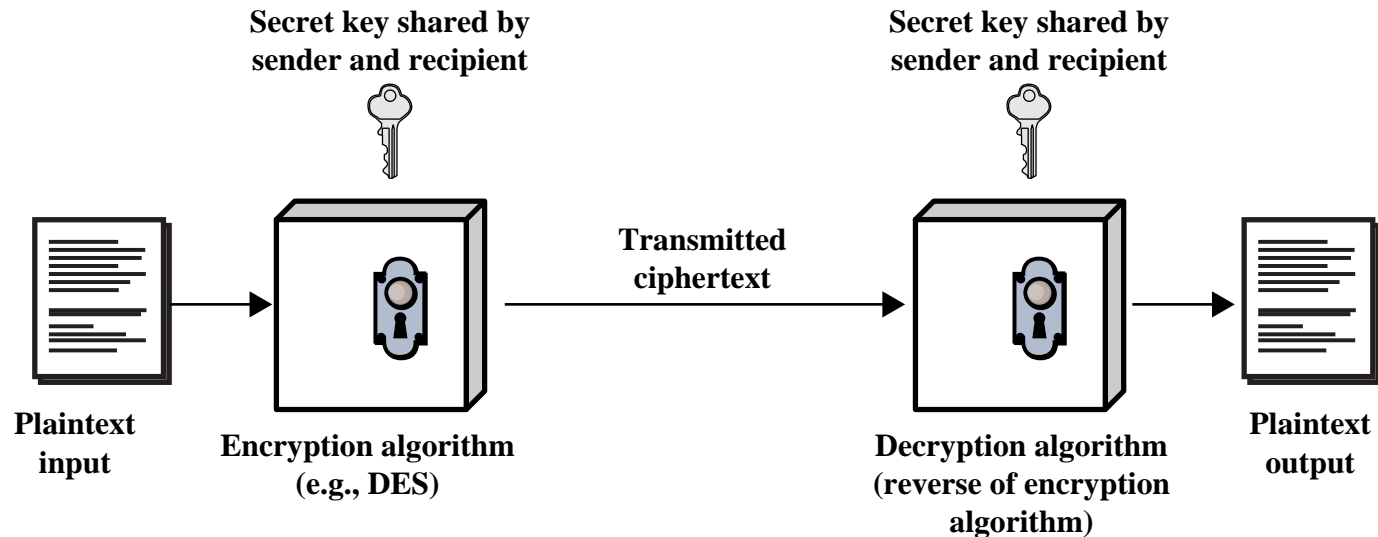 Secret key shared by
sender and recipient
Secret key shared by
sender and recipient
Transmitted
ciphertext
Plaintext
input
Encryption algorithm
(e.g., DES)
Decryption algorithm
(reverse of encryption
algorithm)
Plaintext
output